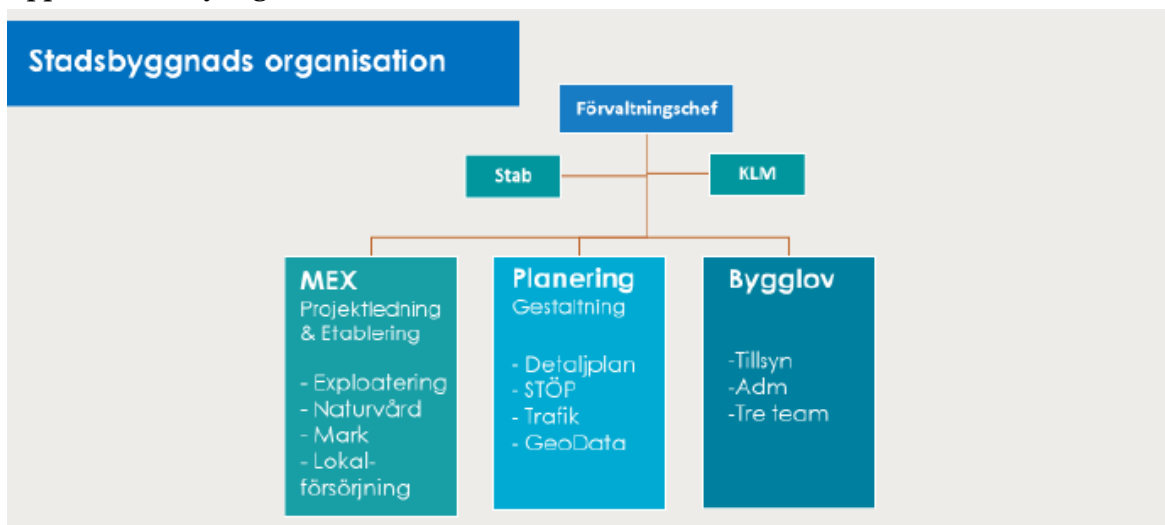 Stadsbyggnads organisation
Förvaltningschef
Stab
KLM
MEX
Projektledning
& Etablering
- Exploatering
- Naturvård
- Mark
- Lokal-
försörjning
Planering
Gestaltning
- Detaljplan
- STÖP
- Trafik
- GeoData
Bygglov
-Tillsyn
-Adm
-Tre team